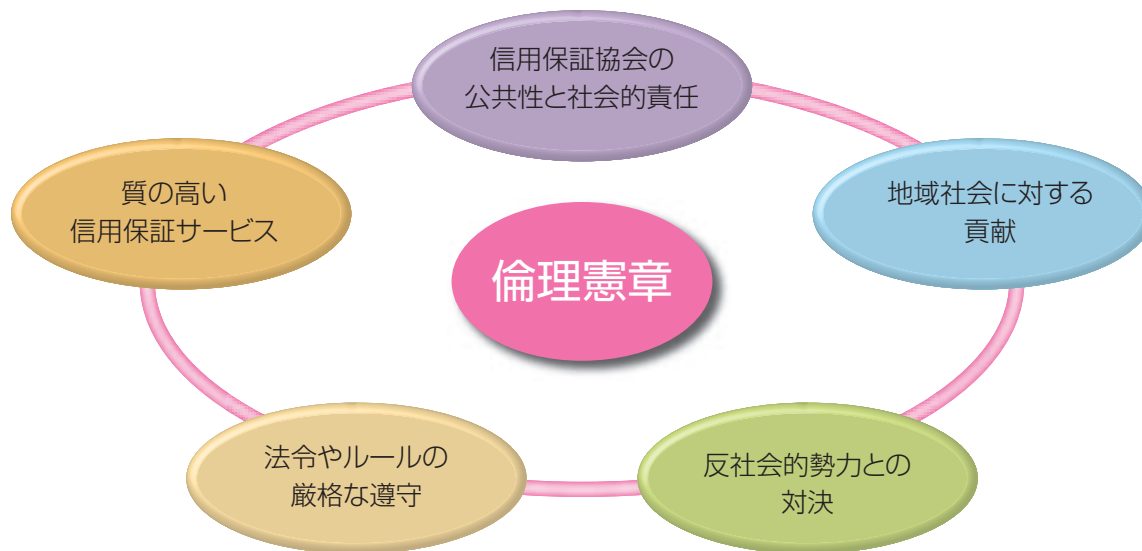 信用保証協会の
公共性と社会的責任
質の高い
信用保証サービス
地域社会に対する
貢献
倫理憲章
法令やルールの
厳格な遵守
反社会的勢力との
対決